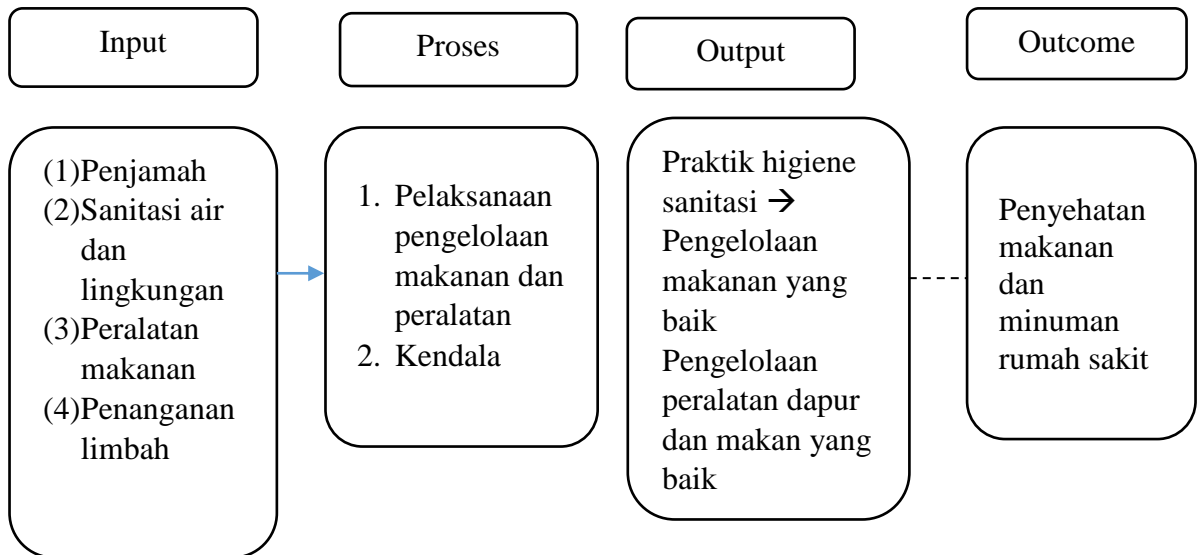 Input
Proses
Output
Outcome
(1)Penjamah
(2)Sanitasi air
dan
lingkungan
(3)Peralatan
makanan
(4)Penanganan
limbah
1. Pelaksanaan
pengelolaan
makanan dan
peralatan
2. Kendala
Praktik higiene
sanitasi →
Pengelolaan
makanan yang
baik
Pengelolaan
peralatan dapur
dan makan yang
baik
Penyehatan
makanan
dan
minuman
rumah sakit